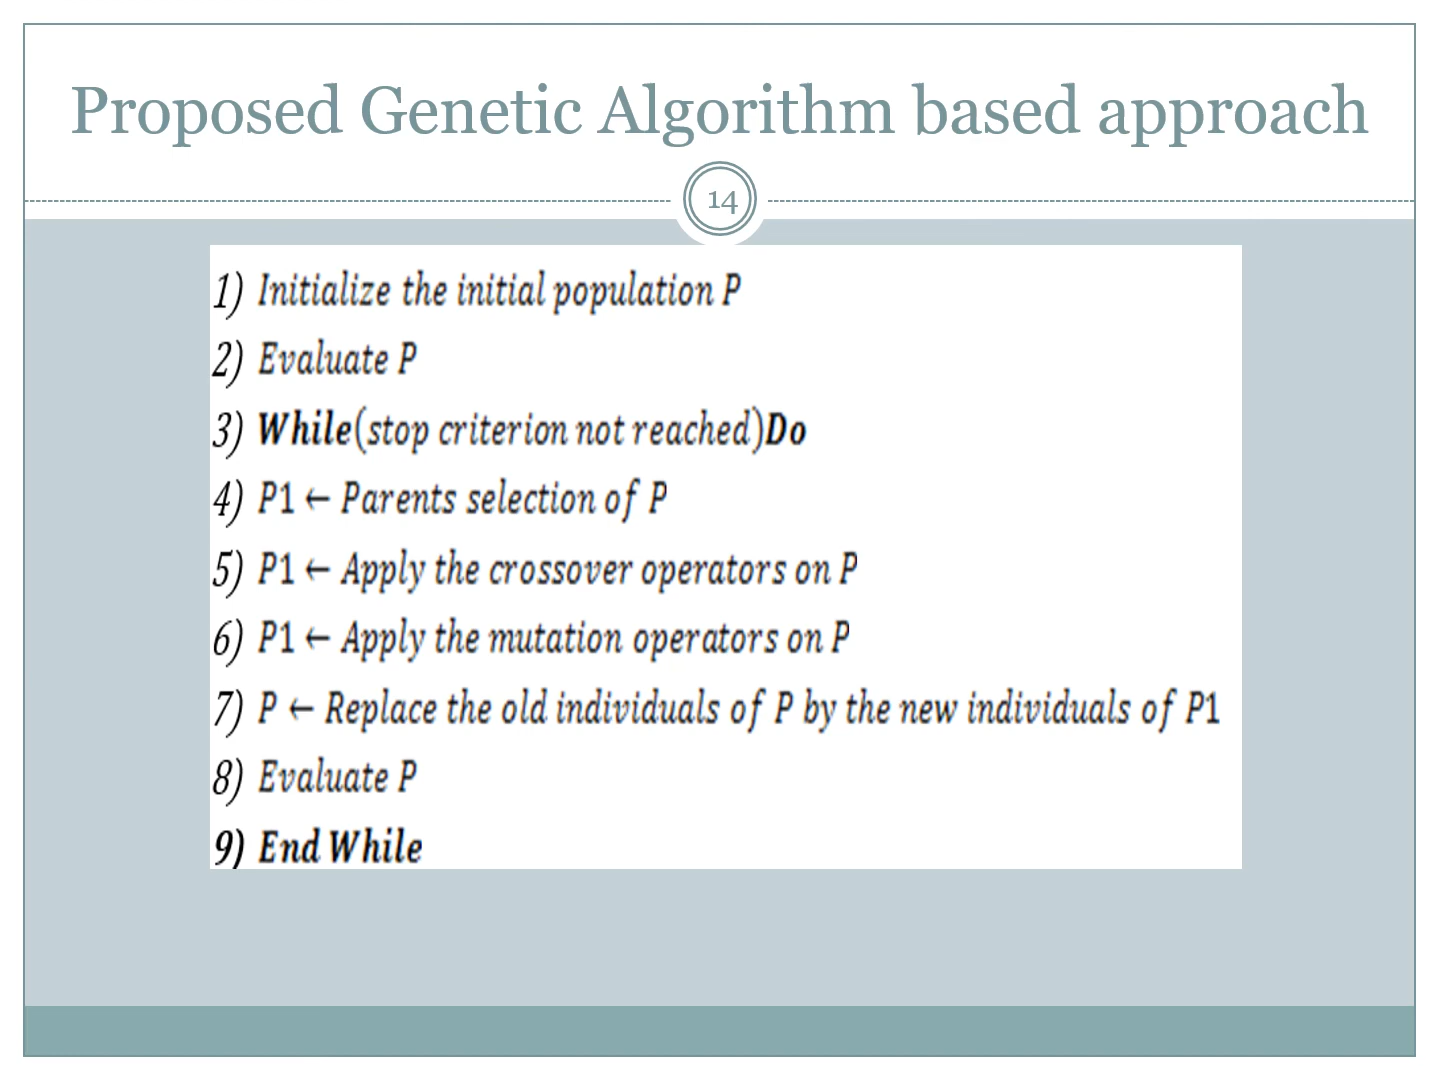 Proposed Genetic Algorithm based approach
14
1) Initialize the initial population P
2) Evaluate P
3) While(stop criterion not reached)Do
4) P1 ← Parents selection of P
5) P1 ← Apply the crossover operators on P
6) P1 ← Apply the mutation operators on P
7) P ← Replace the old individuals of P by the new individuals of P1
8) Evaluate P
9) End While